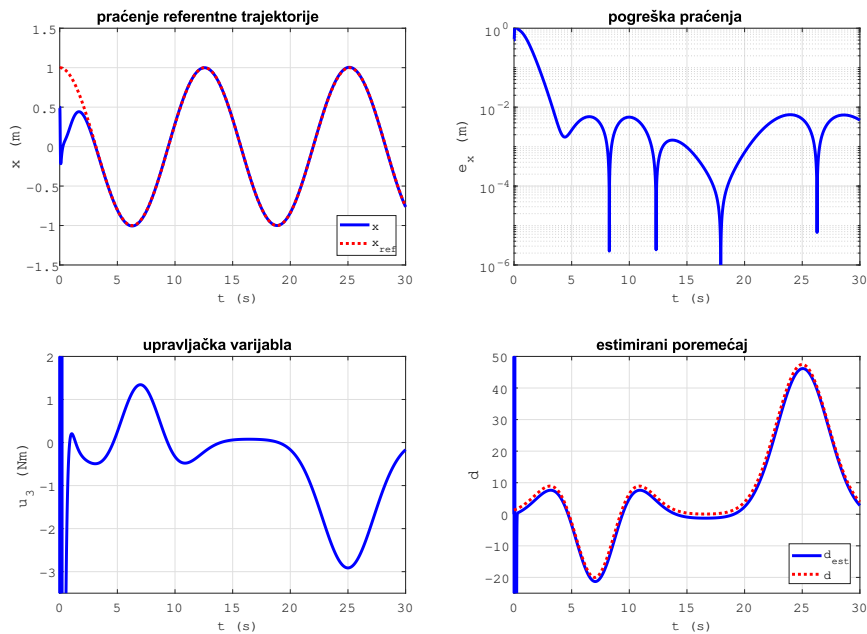 praćenje referentne trajektorije
1.5
1
0.5
0
-0.5
-1
-1.5
x (m)
0 5 10 15 20 25 30
t (s)
x
x_ref
pogreška praćenja
10^0
10^-2
10^-4
10^-6
e_x (m)
0 5 10 15 20 25 30
t (s)
upravljačka varijabla
2
1
0
-1
-2
-3
u_3 (Nm)
0 5 10 15 20 25 30
t (s)
estimirani poremećaj
50
40
30
20
10
0
-10
-20
d
0 5 10 15 20 25 30
t (s)
d_est
d